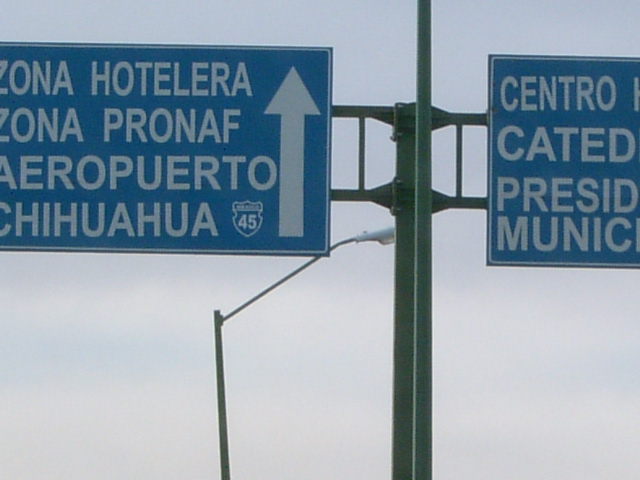 ZONA HOTELERA
ZONA PRONAF
AEROPUERTO
CHIHUAHUA 45
CENTRO
CATED
PRESID
MUNIC